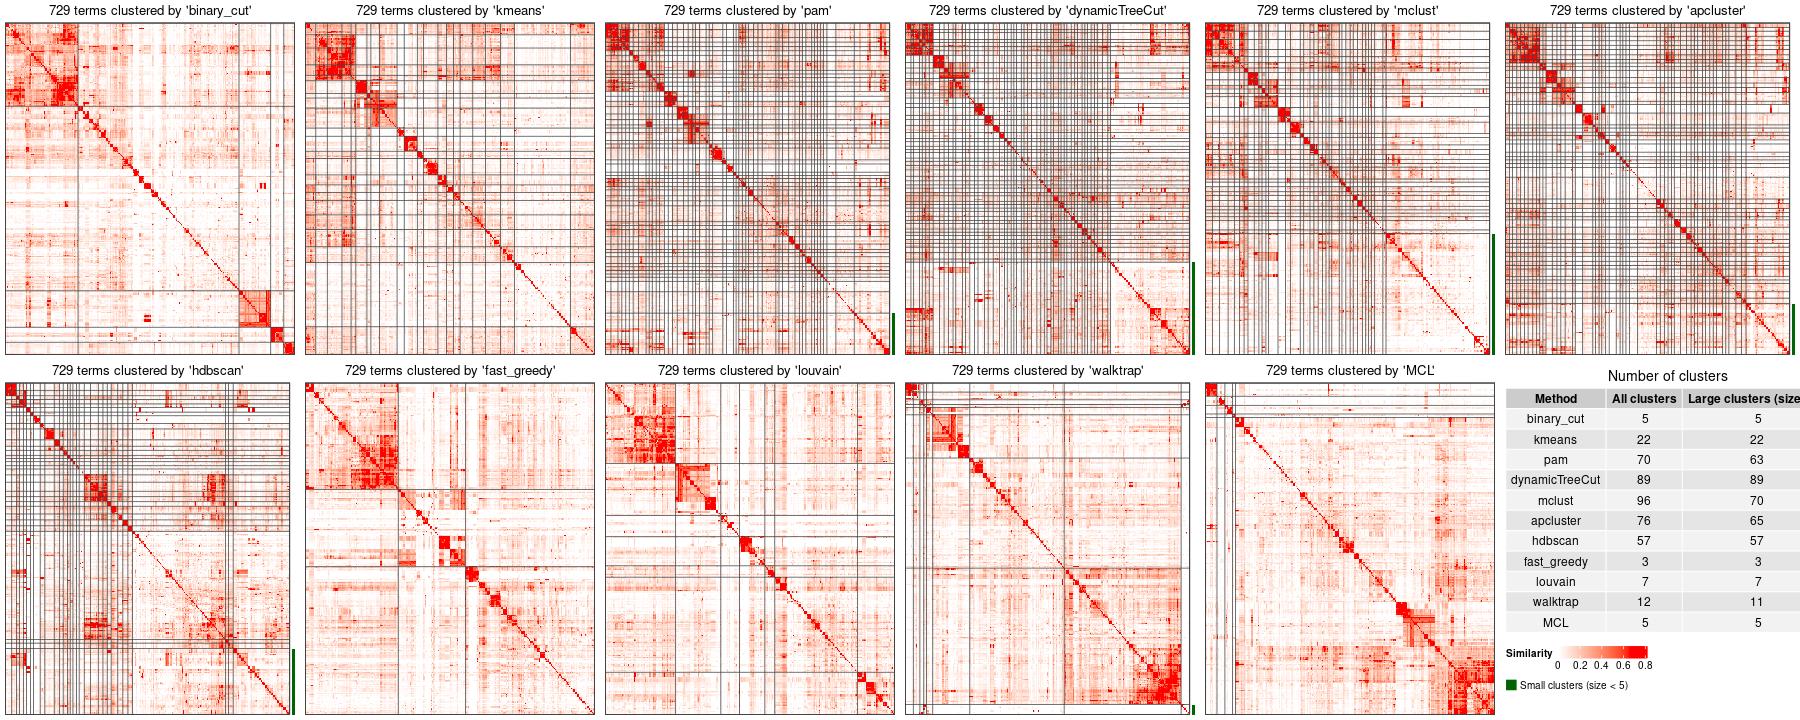 729 terms clustered by 'binary_cut'
729 terms clustered by 'kmeans'
729 terms clustered by 'pam'
729 terms clustered by 'dynamicTreeCut'
729 terms clustered by 'mclust'
729 terms clustered by 'apcluster'
729 terms clustered by 'hdbscan'
729 terms clustered by 'fast_greedy'
729 terms clustered by 'louvain'
729 terms clustered by 'walktrap'
729 terms clustered by 'MCL'
Number of clusters
Method All clusters Large clusters (size
binary_cut 5 5
kmeans 22 22
pam 70 63
dynamicTreeCut 89 89
mclust 96 70
apcluster 76 65
hdbscan 57 57
fast_greedy 3 3
louvain 7 7
walktrap 12 11
MCL 5 5
Similarity
0 0.2 0.4 0.6 0.8
Small clusters (size < 5)